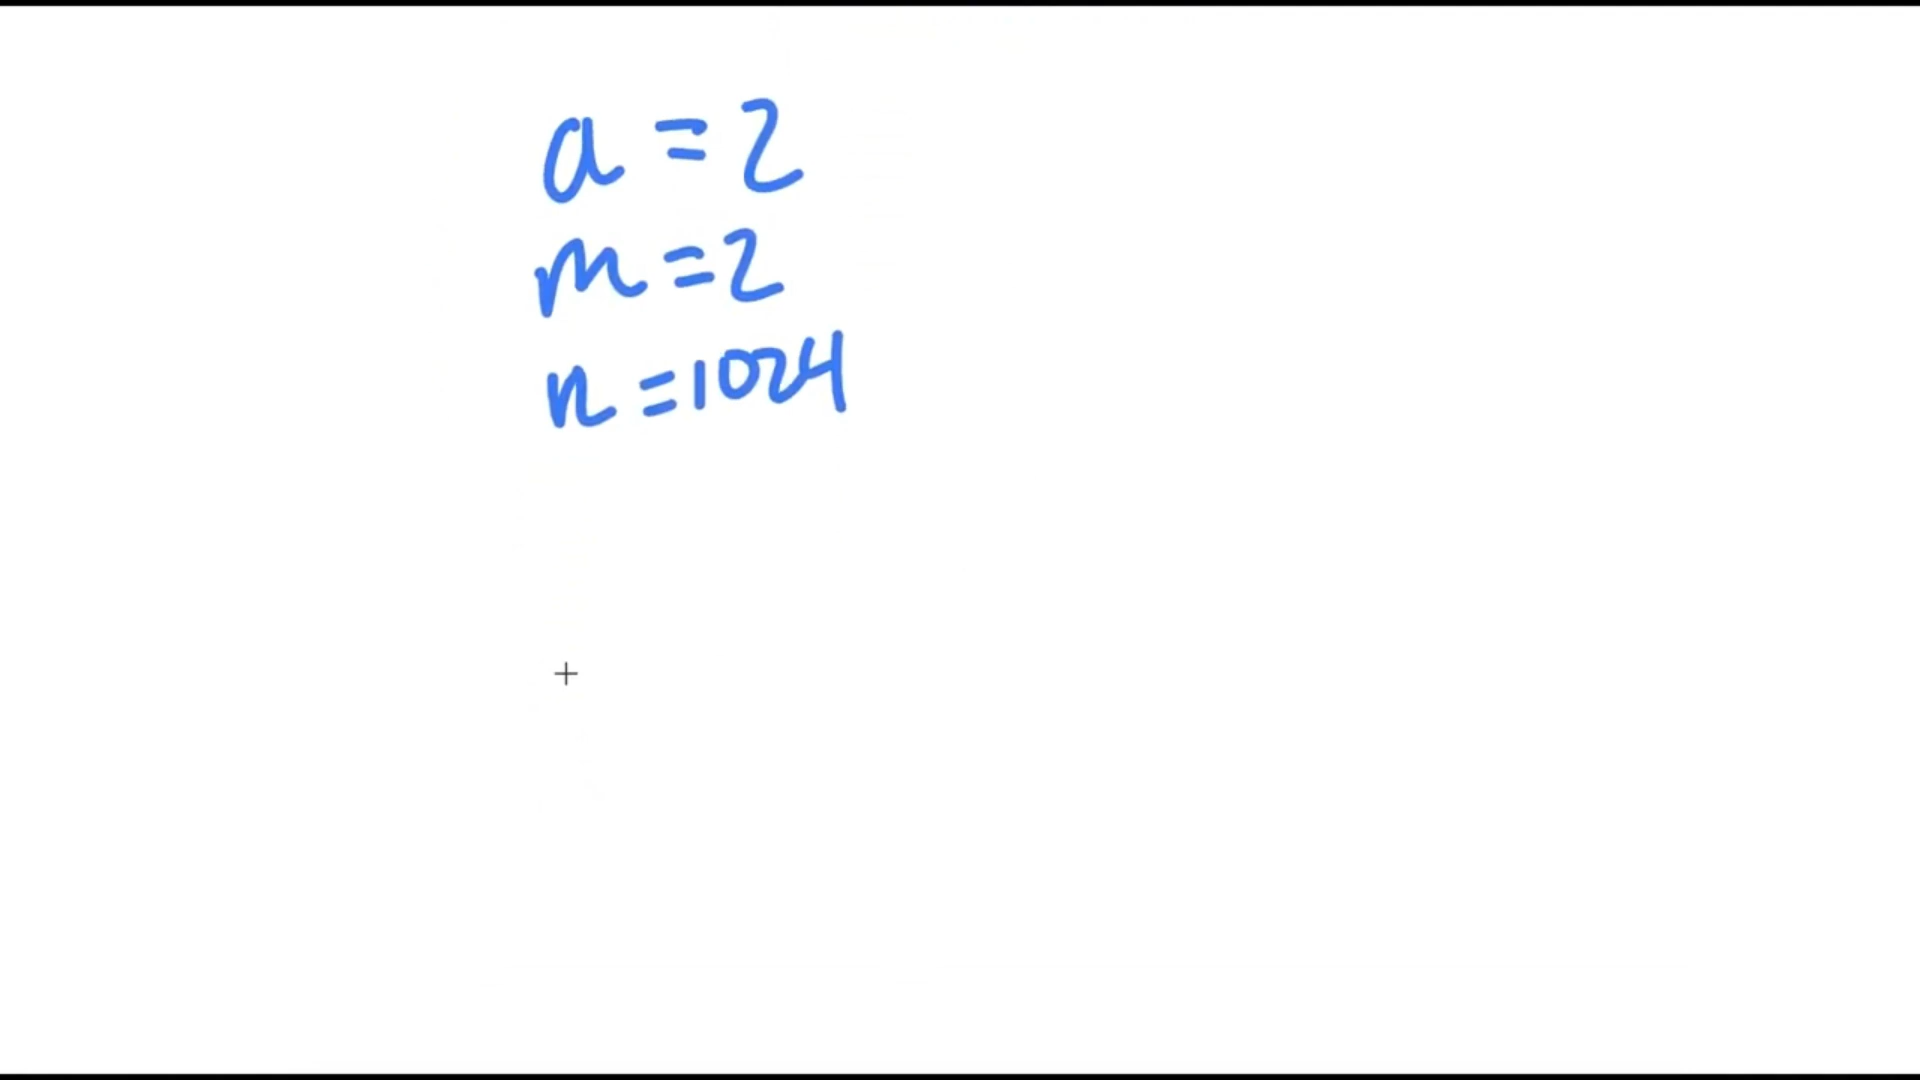 a = 2
m = 2
n = 1024